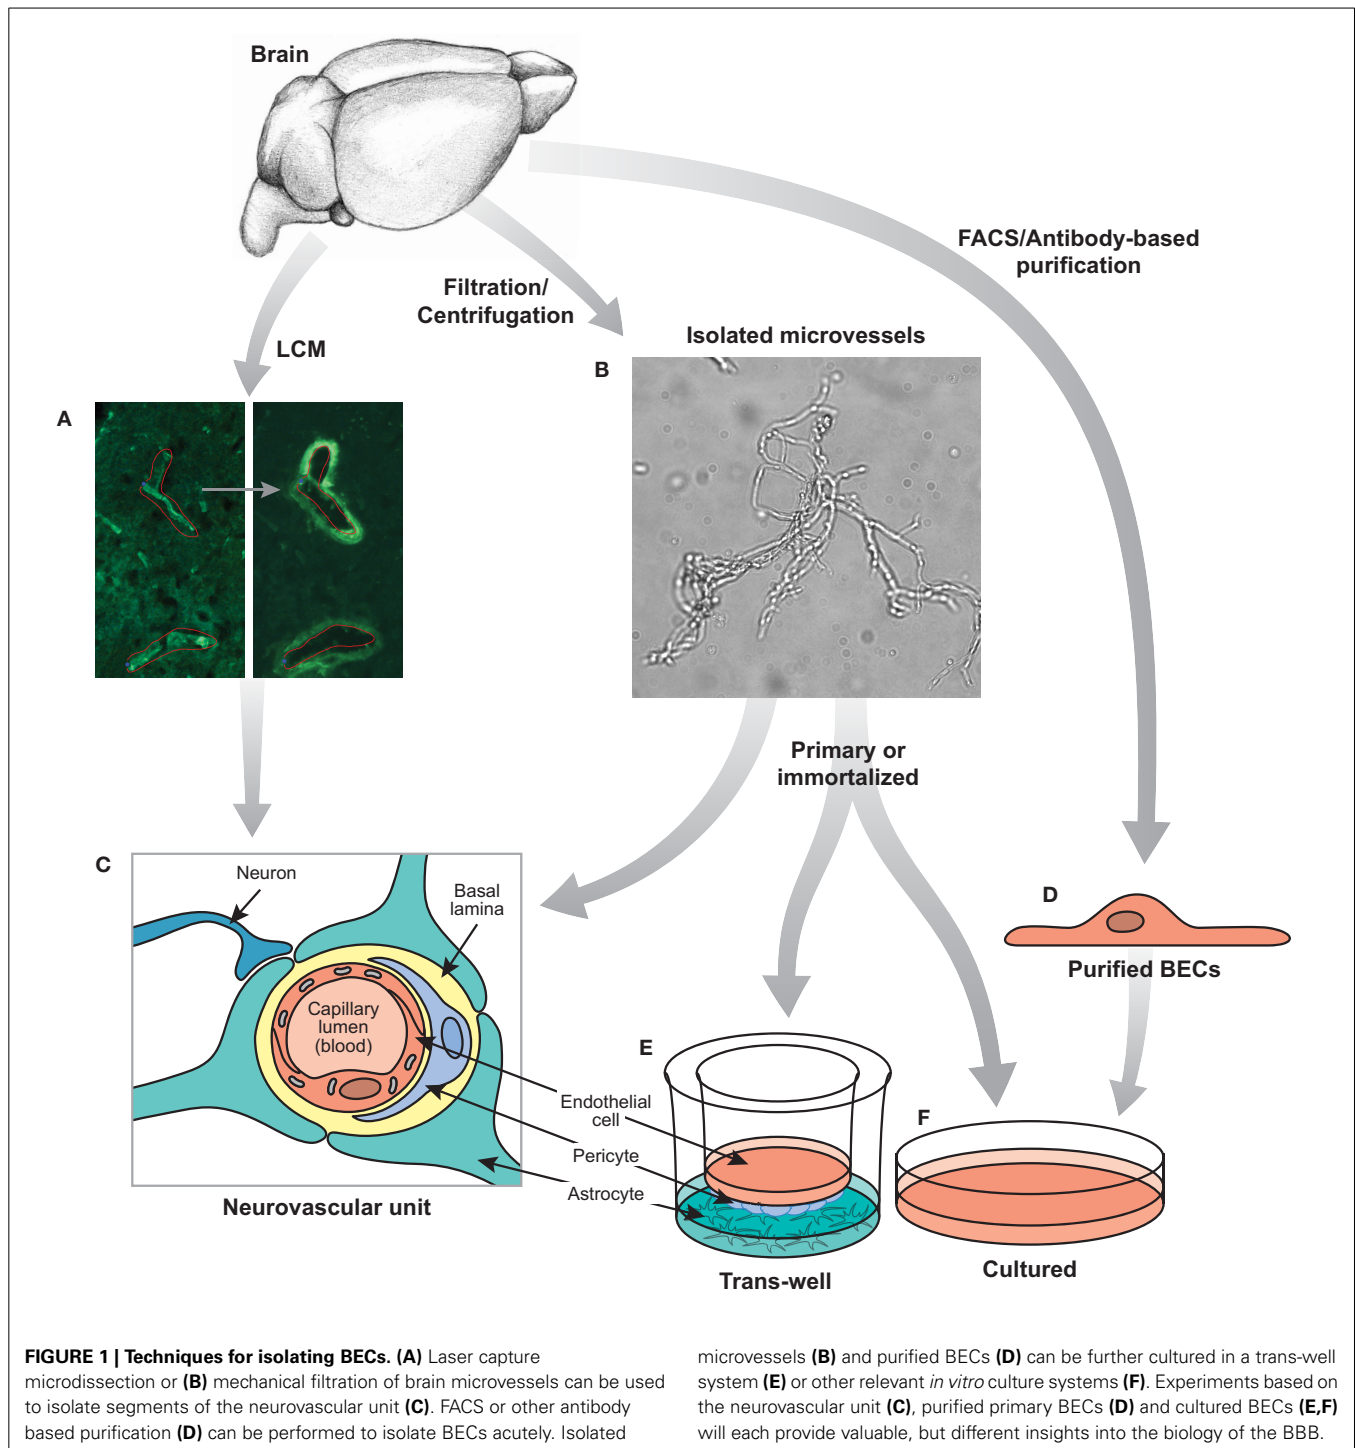 Brain
FACS/Antibody-based
purification
Filtration/
Centrifugation
LCM
Isolated microvessels
A
B
Primary or
immortalized
C
Neuron
Basal
lamina
Capillary
lumen
(blood)
D
Purified BECs
E
Endothelial
cell
Pericyte
Astrocyte
F
Neurovascular unit
Trans-well
Cultured
FIGURE 1 | Techniques for isolating BECs. (A) Laser capture
microdissection or (B) mechanical filtration of brain microvessels can be used
to isolate segments of the neurovascular unit (C). FACS or other antibody
based purification (D) can be performed to isolate BECs acutely. Isolated
microvessels (B) and purified BECs (D) can be further cultured in a trans-well
system (E) or other relevant in vitro culture systems (F). Experiments based on
the neurovascular unit (C), purified primary BECs (D) and cultured BECs (E,F)
will each provide valuable, but different insights into the biology of the BBB.